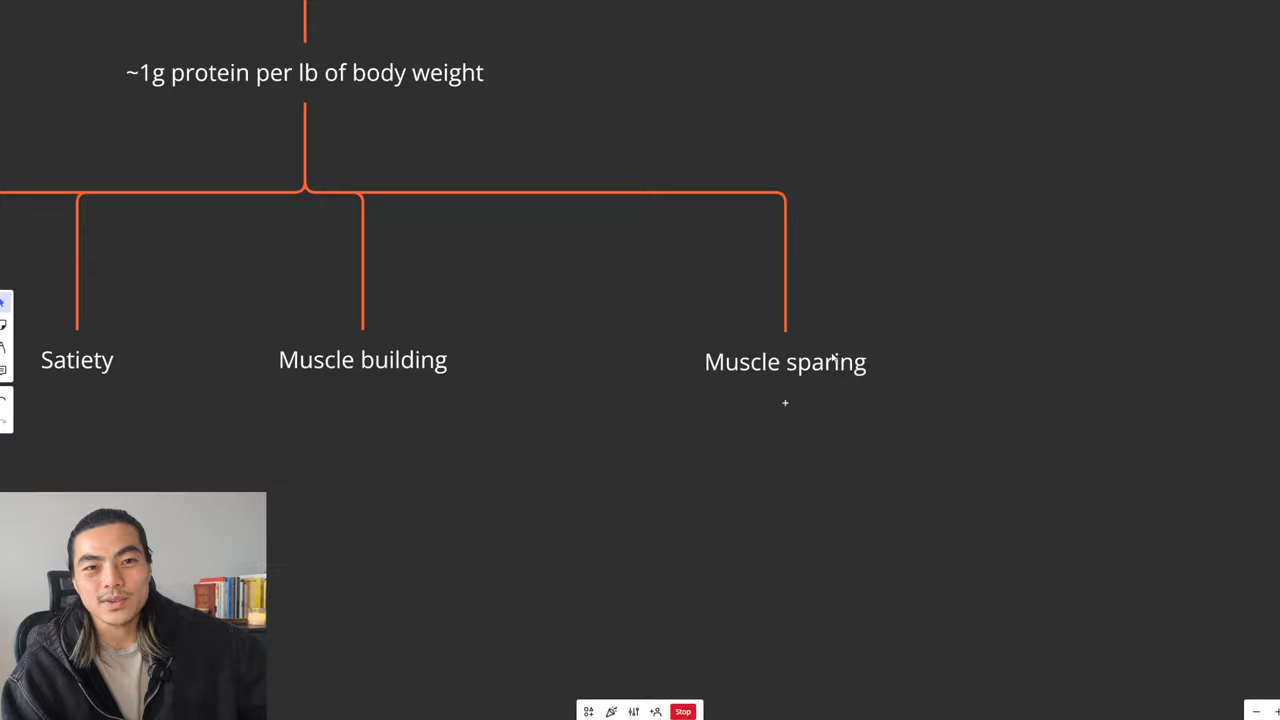 ~1g protein per lb of body weight
Satiety
Muscle building
Muscle sparing
Stop